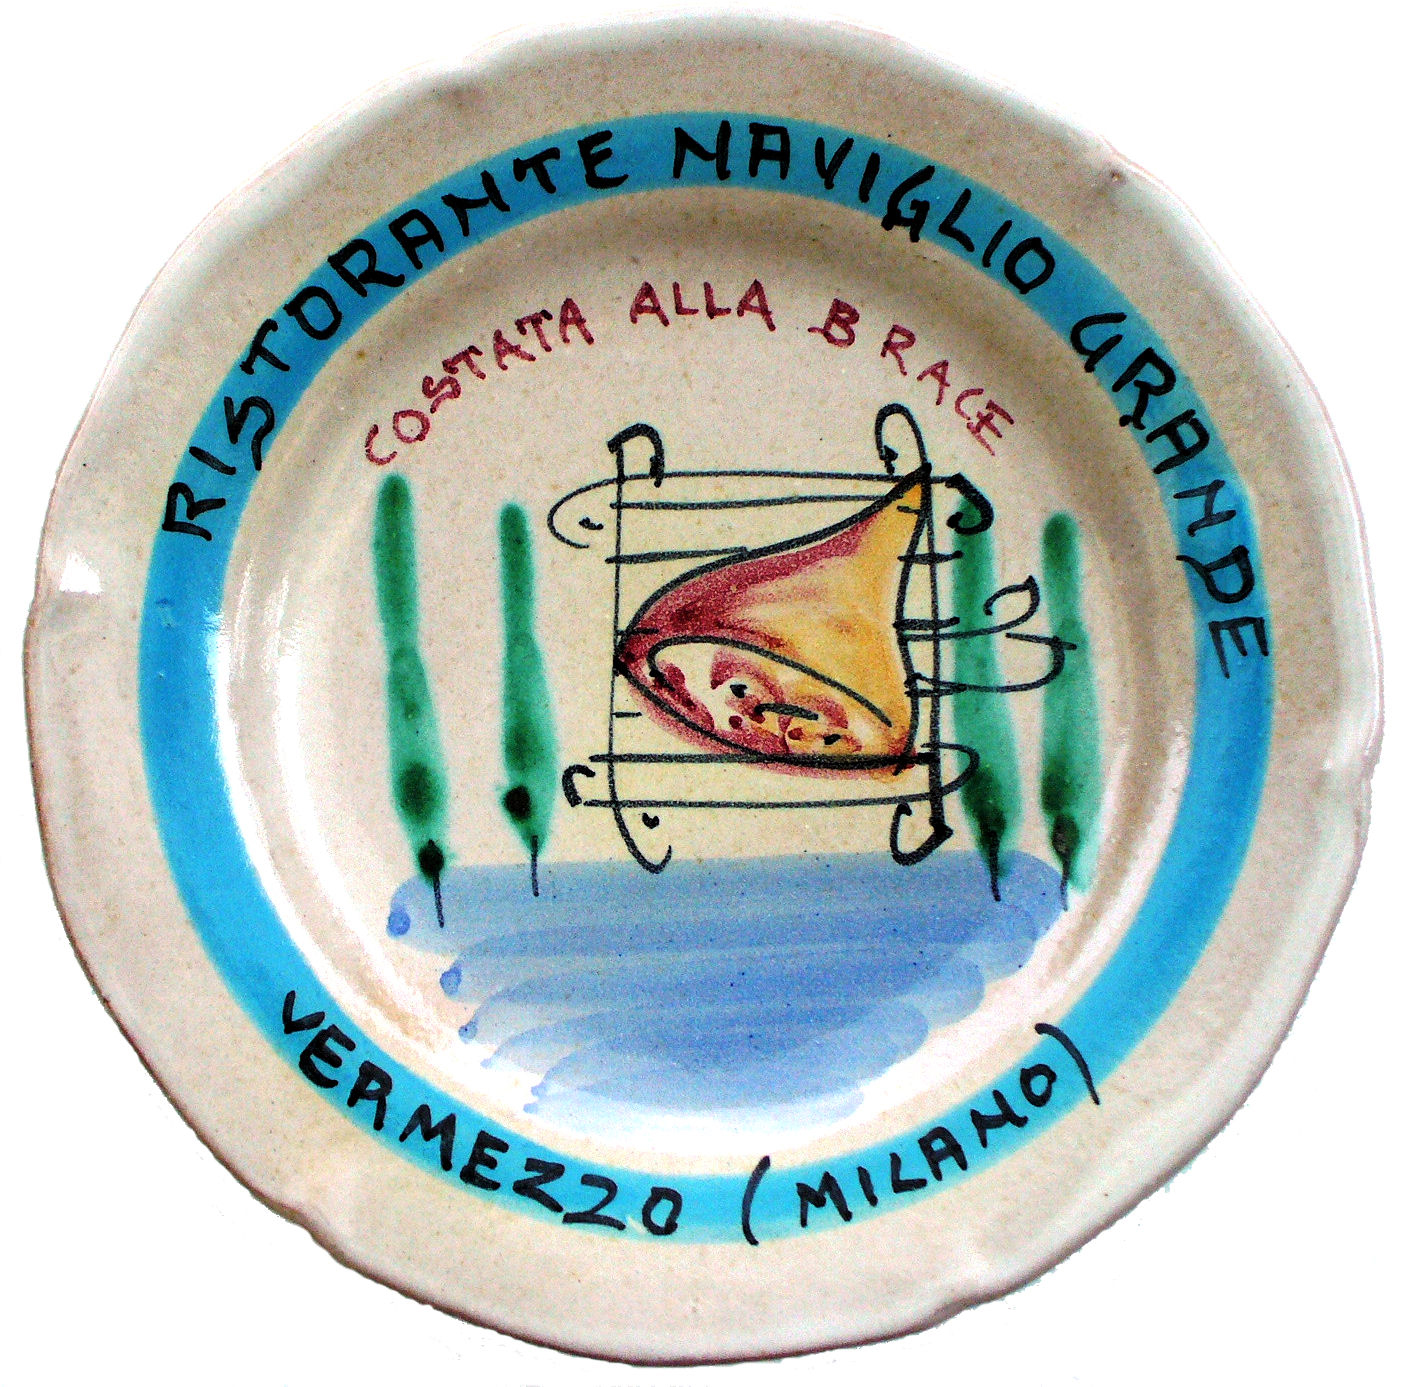 RISTORANTE NAVIGLIO GRANDE
COSTATA ALLA BRACE
VERMEZZO (MILANO)